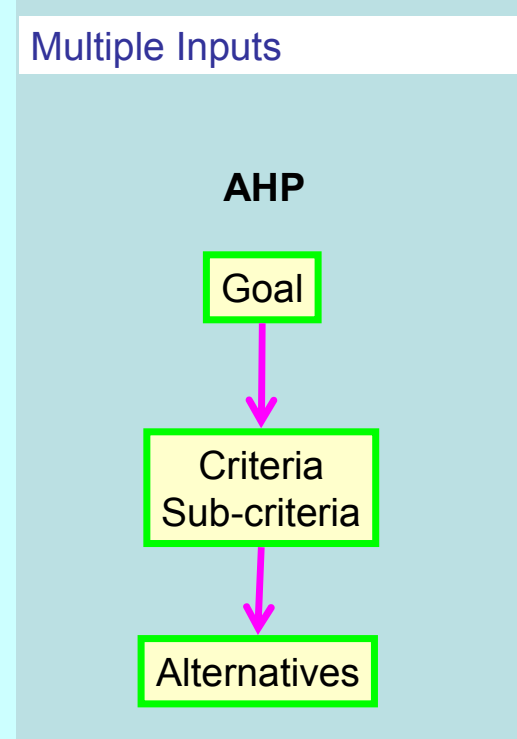 Multiple Inputs
AHP
Goal
Criteria
Sub-criteria
Alternatives